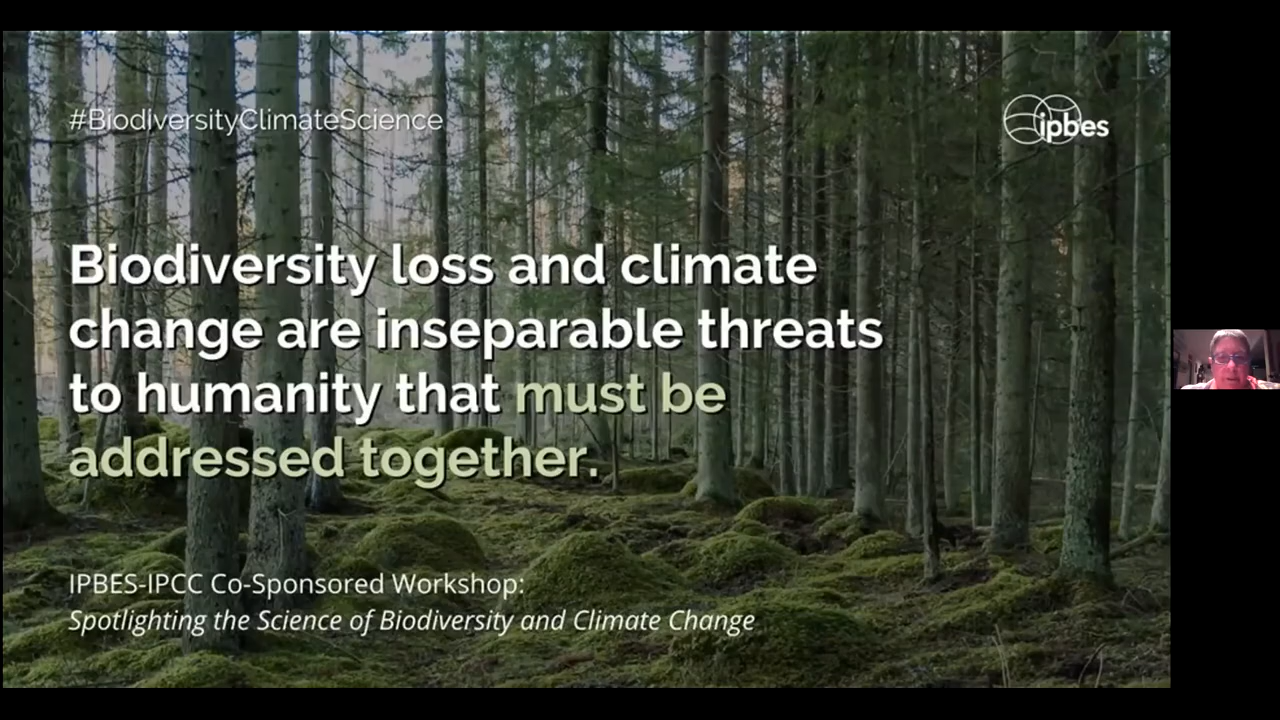 #BiodiversityClimateScience
ipbes
Biodiversity loss and climate
change are inseparable threats
to humanity that must be
addressed together.
IPBES-IPCC Co-Sponsored Workshop:
Spotlighting the Science of Biodiversity and Climate Change